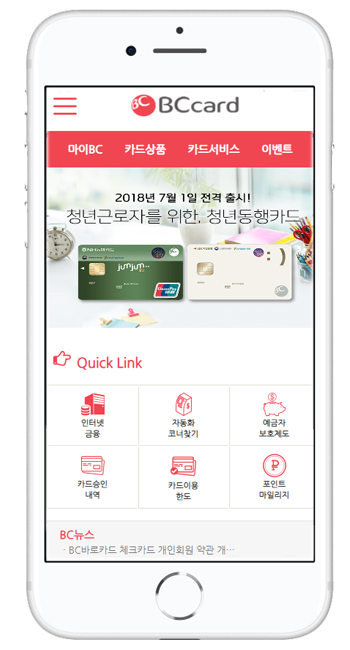 BC BCcard
마이BC 카드상품 카드서비스 이벤트
2018년 7월 1일 전격 출시!
청년근로자를 위한, 청년동행카드
jumjum
UnionPay
Quick Link
인터넷 금융
자동화 코너찾기
예금자 보호제도
카드승인 내역
카드이용 한도
포인트 마일리지
BC뉴스
· BC바로카드 체크카드 개인회원 약관 개…